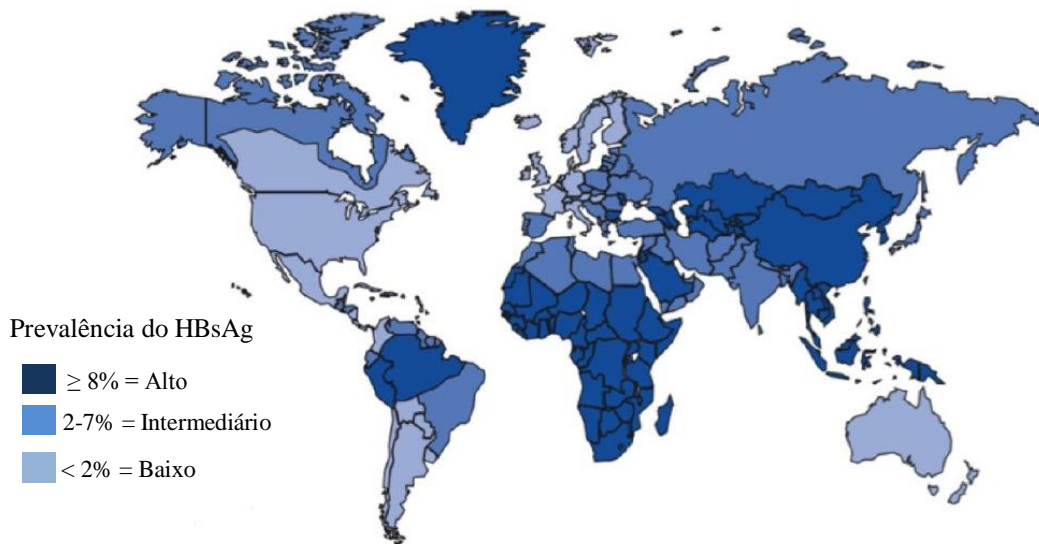 Prevalência do HBsAg
≥ 8% = Alto
2-7% = Intermediário
< 2% = Baixo